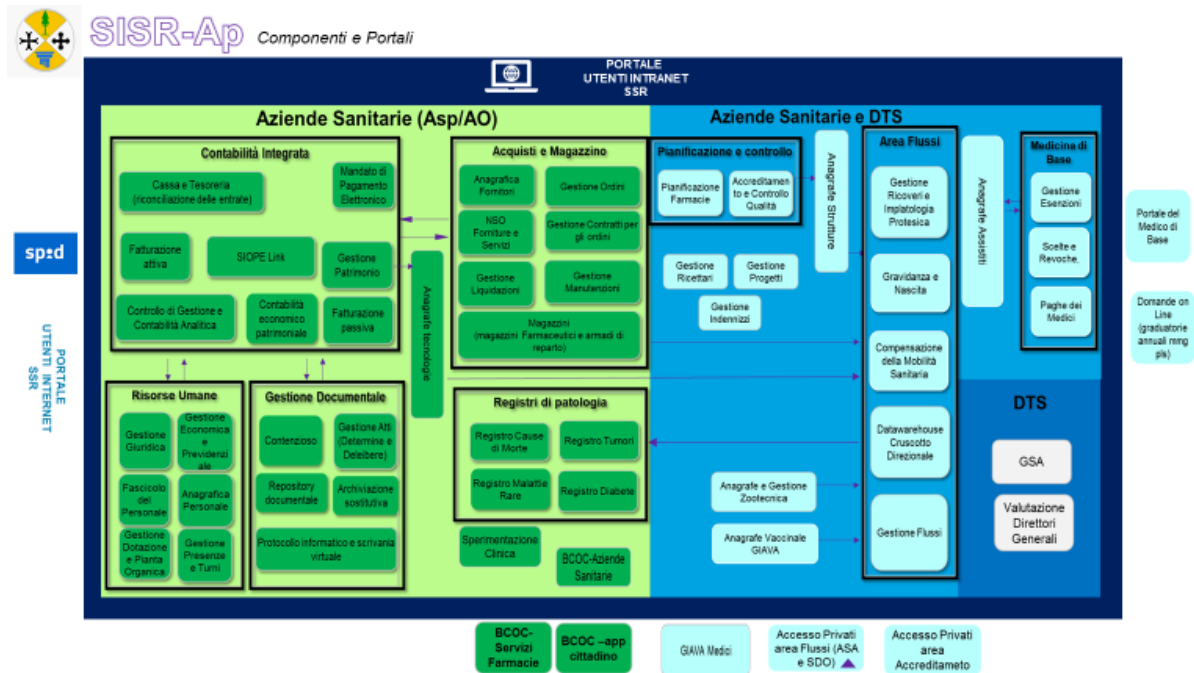 SISR-Ap Componenti e Portali
PORTALE
UTENTI INTRANET
SSR
Aziende Sanitarie (Asp/AO)
Contabilità Integrata
Cassa e Tesoreria
(riconciliazione delle entrate)
Mandato di
Pagamento
Elettronico
Fatturazione
attiva
SIOPE Link
Gestione
Patrimonio
Controllo di Gestione e
Contabilità Analitica
Contabilità
economico
patrimoniale
Fatturazione
passiva
Anagrafe tecnologie
Acquisti e Magazzino
Anagrafica
Fornitori
Gestione Ordini
NSO
Forniture e
Servizi
Gestione Contratti per
gli ordini
Gestione
Liquidazioni
Gestione
Manutenzioni
Magazzini
(magazzini Farmaceutici e armadi di
reparto)
Risorse Umane
Gestione
Giuridica
Gestione
Economica e
Previdenz
iale
Fascicolo del
Personale
Anagrafica
Personale
Gestione
Dotazione
e Pianta
Organica.
Gestione
Presenze
e Turni
Gestione Documentale
Contenzioso
Gestione Atti
(Determine e
Deleibere)
Repository
documentale
Archiviazione
sostitutiva
Protocollo informatico e scrivania
virtuale
Registri di patologia
Registro Cause
di Morte
Registro Tumori
Registro Malattie
Rare
Registro Diabete
Sperimentazione
Clinica
BCOC-Aziende
Sanitarie
Aziende Sanitarie e DTS
Pianificazione e controllo
Pianificazione
Farmacie
Accreditamen
to e Controllo
Qualità
Anagrafe Strutture
Gestione
Ricettari
Gestione
Progetti
Gestione
Indennizzi
Anagrafe e Gestione
Zootecnica
Anagrafe Vaccinale
GIAVA
Area Flussi
Gestione
Ricoveri e
Implatologia
Protesica
Gravidanza e
Nascita
Compensazione
della Mobilità
Sanitaria
Datawarehouse
Cruscotto
Direzionale
Gestione Flussi
Anagrafe Assistiti
Medicina di
Base
Gestione
Esenzioni
Scelte e
Revoche,
Paghe dei
Medici
DTS
GSA
Valutazione
Direttori
Generali
sp:d
PORTALE
UTENTI INTERNET
SSR
Portale del
Medico di
Base
Domande on
Line
(graduatorie
annuali mmg
pls)
BCOC-
Servizi
Farmacie
BCOC –app
cittadino
GIAVA Medici
Accesso Privati
area Flussi (ASA
e SDO)
Accesso Privati
area
Accreditameto